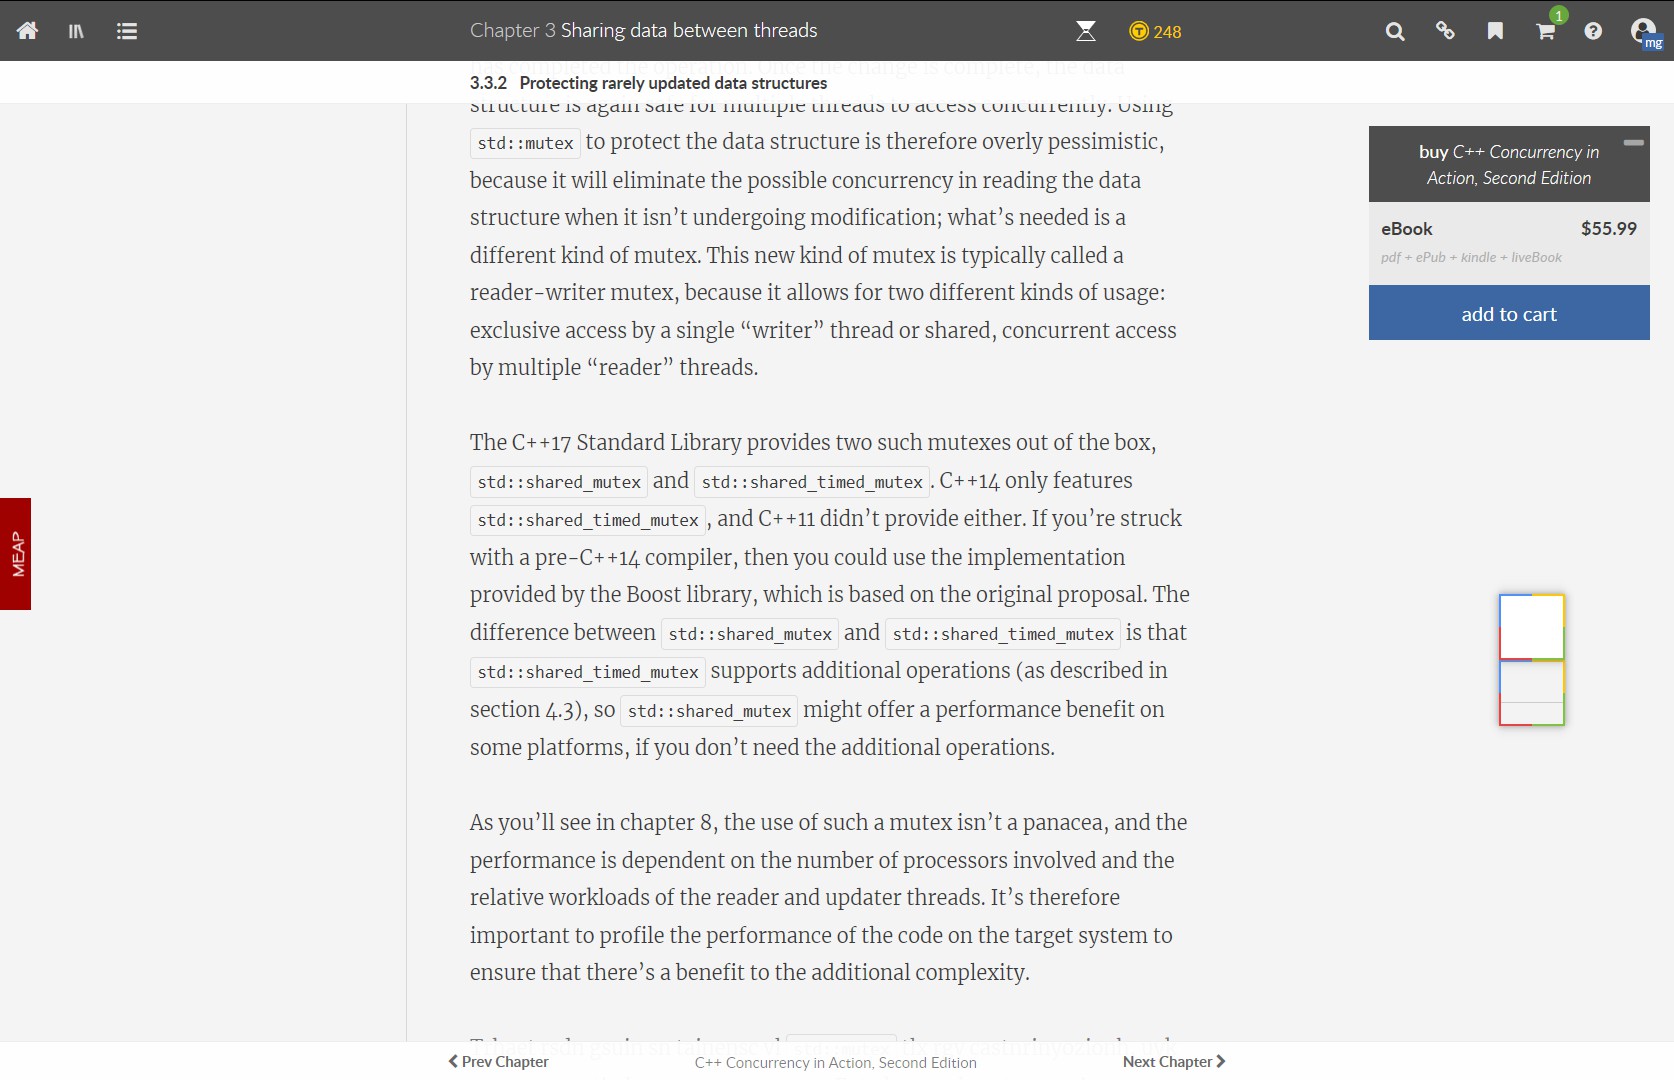 Chapter 3 Sharing data between threads
248
1
mg
has completed the operation. Once the change is complete, the data
3.3.2 Protecting rarely updated data structures
structure is again safe for multiple threads to access concurrently. Using
std::mutex to protect the data structure is therefore overly pessimistic,
because it will eliminate the possible concurrency in reading the data
structure when it isn’t undergoing modification; what’s needed is a
different kind of mutex. This new kind of mutex is typically called a
reader-writer mutex, because it allows for two different kinds of usage:
exclusive access by a single “writer” thread or shared, concurrent access
by multiple “reader” threads.
The C++17 Standard Library provides two such mutexes out of the box,
std::shared_mutex and std::shared_timed_mutex. C++14 only features
std::shared_timed_mutex, and C++11 didn’t provide either. If you’re struck
with a pre-C++14 compiler, then you could use the implementation
provided by the Boost library, which is based on the original proposal. The
difference between std::shared_mutex and std::shared_timed_mutex is that
std::shared_timed_mutex supports additional operations (as described in
section 4.3), so std::shared_mutex might offer a performance benefit on
some platforms, if you don’t need the additional operations.
As you’ll see in chapter 8, the use of such a mutex isn’t a panacea, and the
performance is dependent on the number of processors involved and the
relative workloads of the reader and updater threads. It’s therefore
important to profile the performance of the code on the target system to
ensure that there’s a benefit to the additional complexity.
buy C++ Concurrency in
Action, Second Edition
eBook $55.99
pdf + ePub + kindle + liveBook
add to cart
MEAP
Prev Chapter
C++ Concurrency in Action, Second Edition
Next Chapter